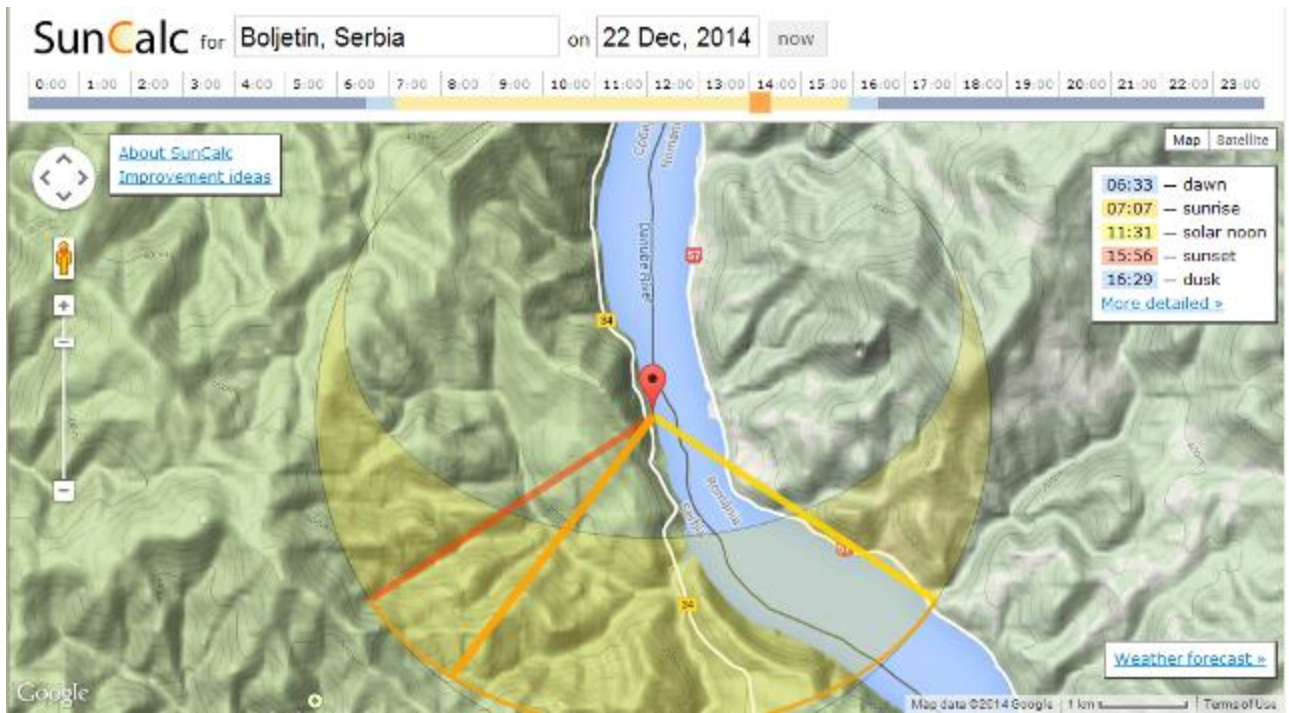 SunCalc for Boljetin, Serbia on 22 Dec, 2014 now
0:00 1:00 2:00 3:00 4:00 5:00 6:00 7:00 8:00 9:00 10:00 11:00 12:00 13:00 14:00 15:00 16:00 17:00 18:00 19:00 20:00 21:00 22:00 23:00
About SunCalc
Improvement ideas
Map Satellite
06:33 — dawn
07:07 — sunrise
11:31 — solar noon
15:56 — sunset
16:29 — dusk
More detailed »
Danube River
57
34
România
34
Weather forecast »
Google
Map data ©2014 Google 1 km Terms of Use